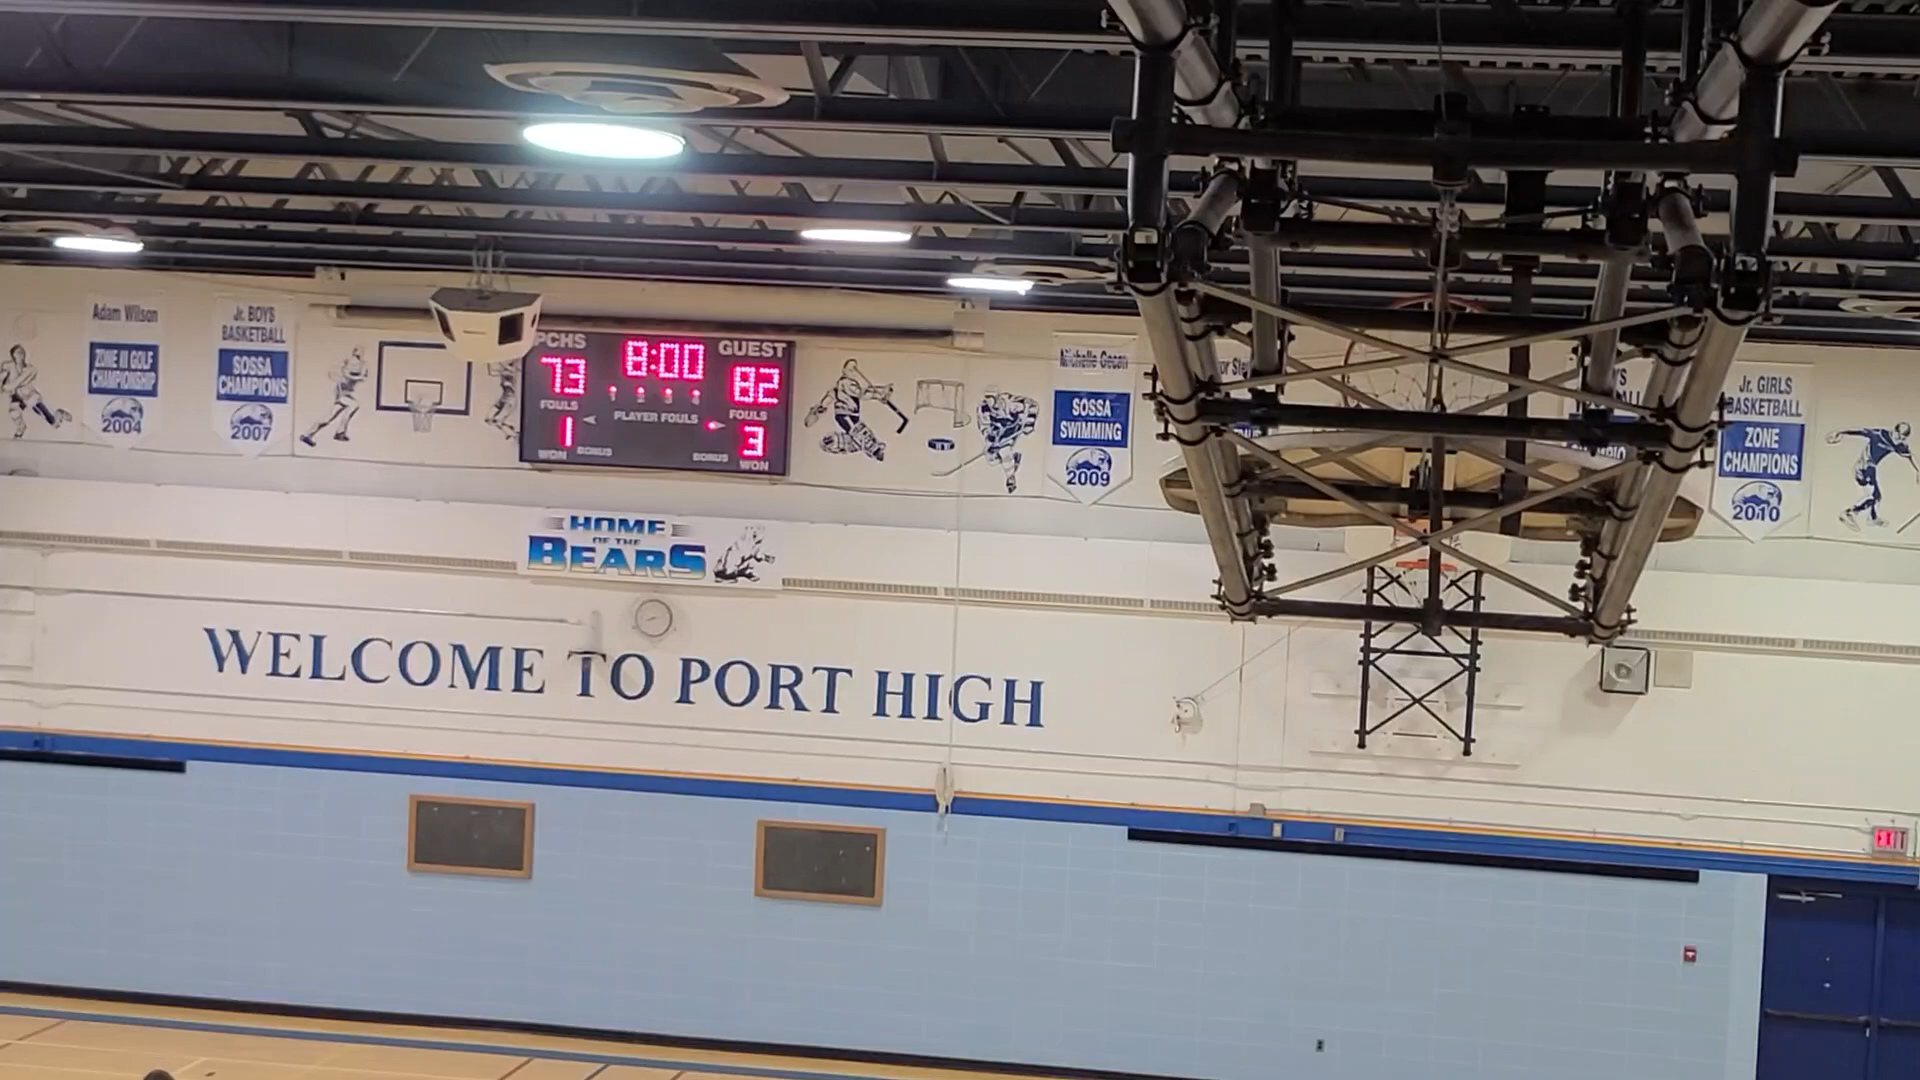 Adam Wilson
ZONE III GOLF
CHAMPIONSHIP
2004
Jr. BOYS
BASKETBALL
SOSSA
CHAMPIONS
2007
PCHS
8:00
GUEST
73
82
FOULS
PLAYER FOULS
FOULS
1
3
WON
BONUS
BONUS
WON
SOSSA
SWIMMING
2009
Jr. GIRLS
BASKETBALL
ZONE
CHAMPIONS
2010
HOME
OF THE
BEARS
WELCOME TO PORT HIGH
EXIT